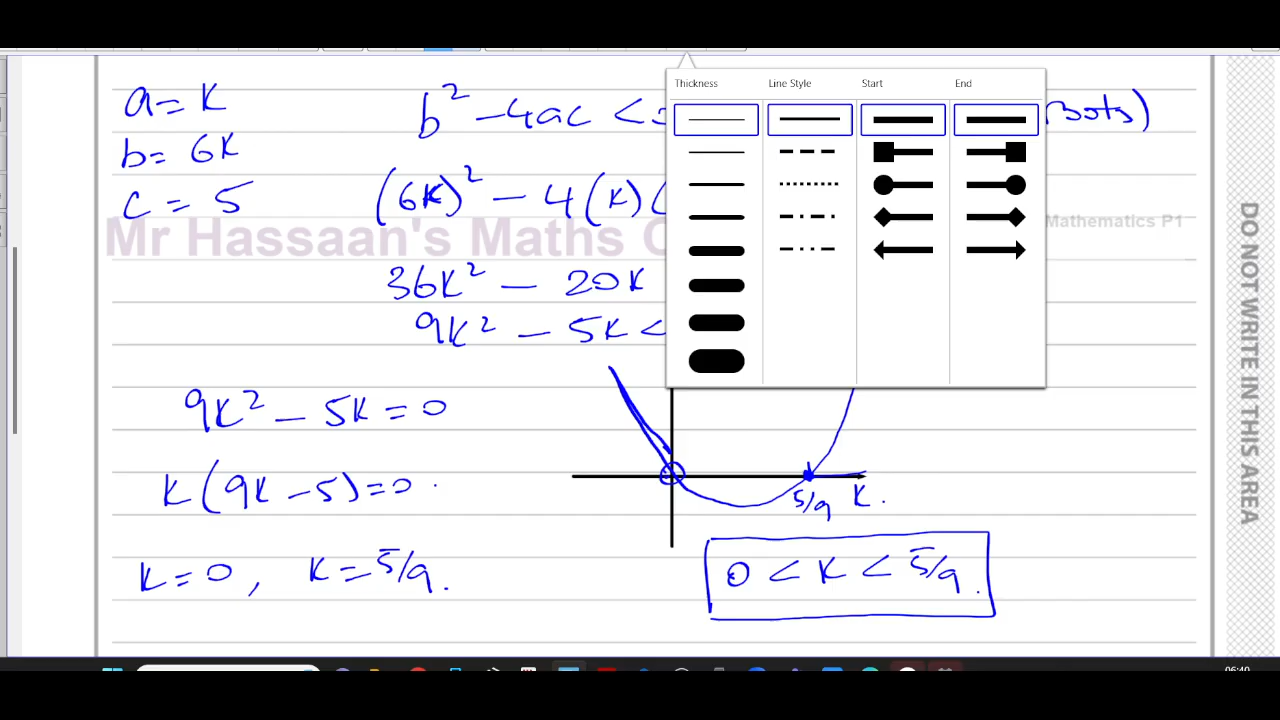 Thickness Line Style Start End
a = K
b² - 4ac <
b = 6K
c = 5
(6K)² - 4(K)(
Mr Hassaan's Maths
Mathematics P1
36K² - 20K
9K² - 5K <
9K² - 5K = 0
K(9K - 5) = 0
5/9 K.
K = 0, K = 5/9.
0 < K < 5/9.
DO NOT WRITE IN THIS AREA